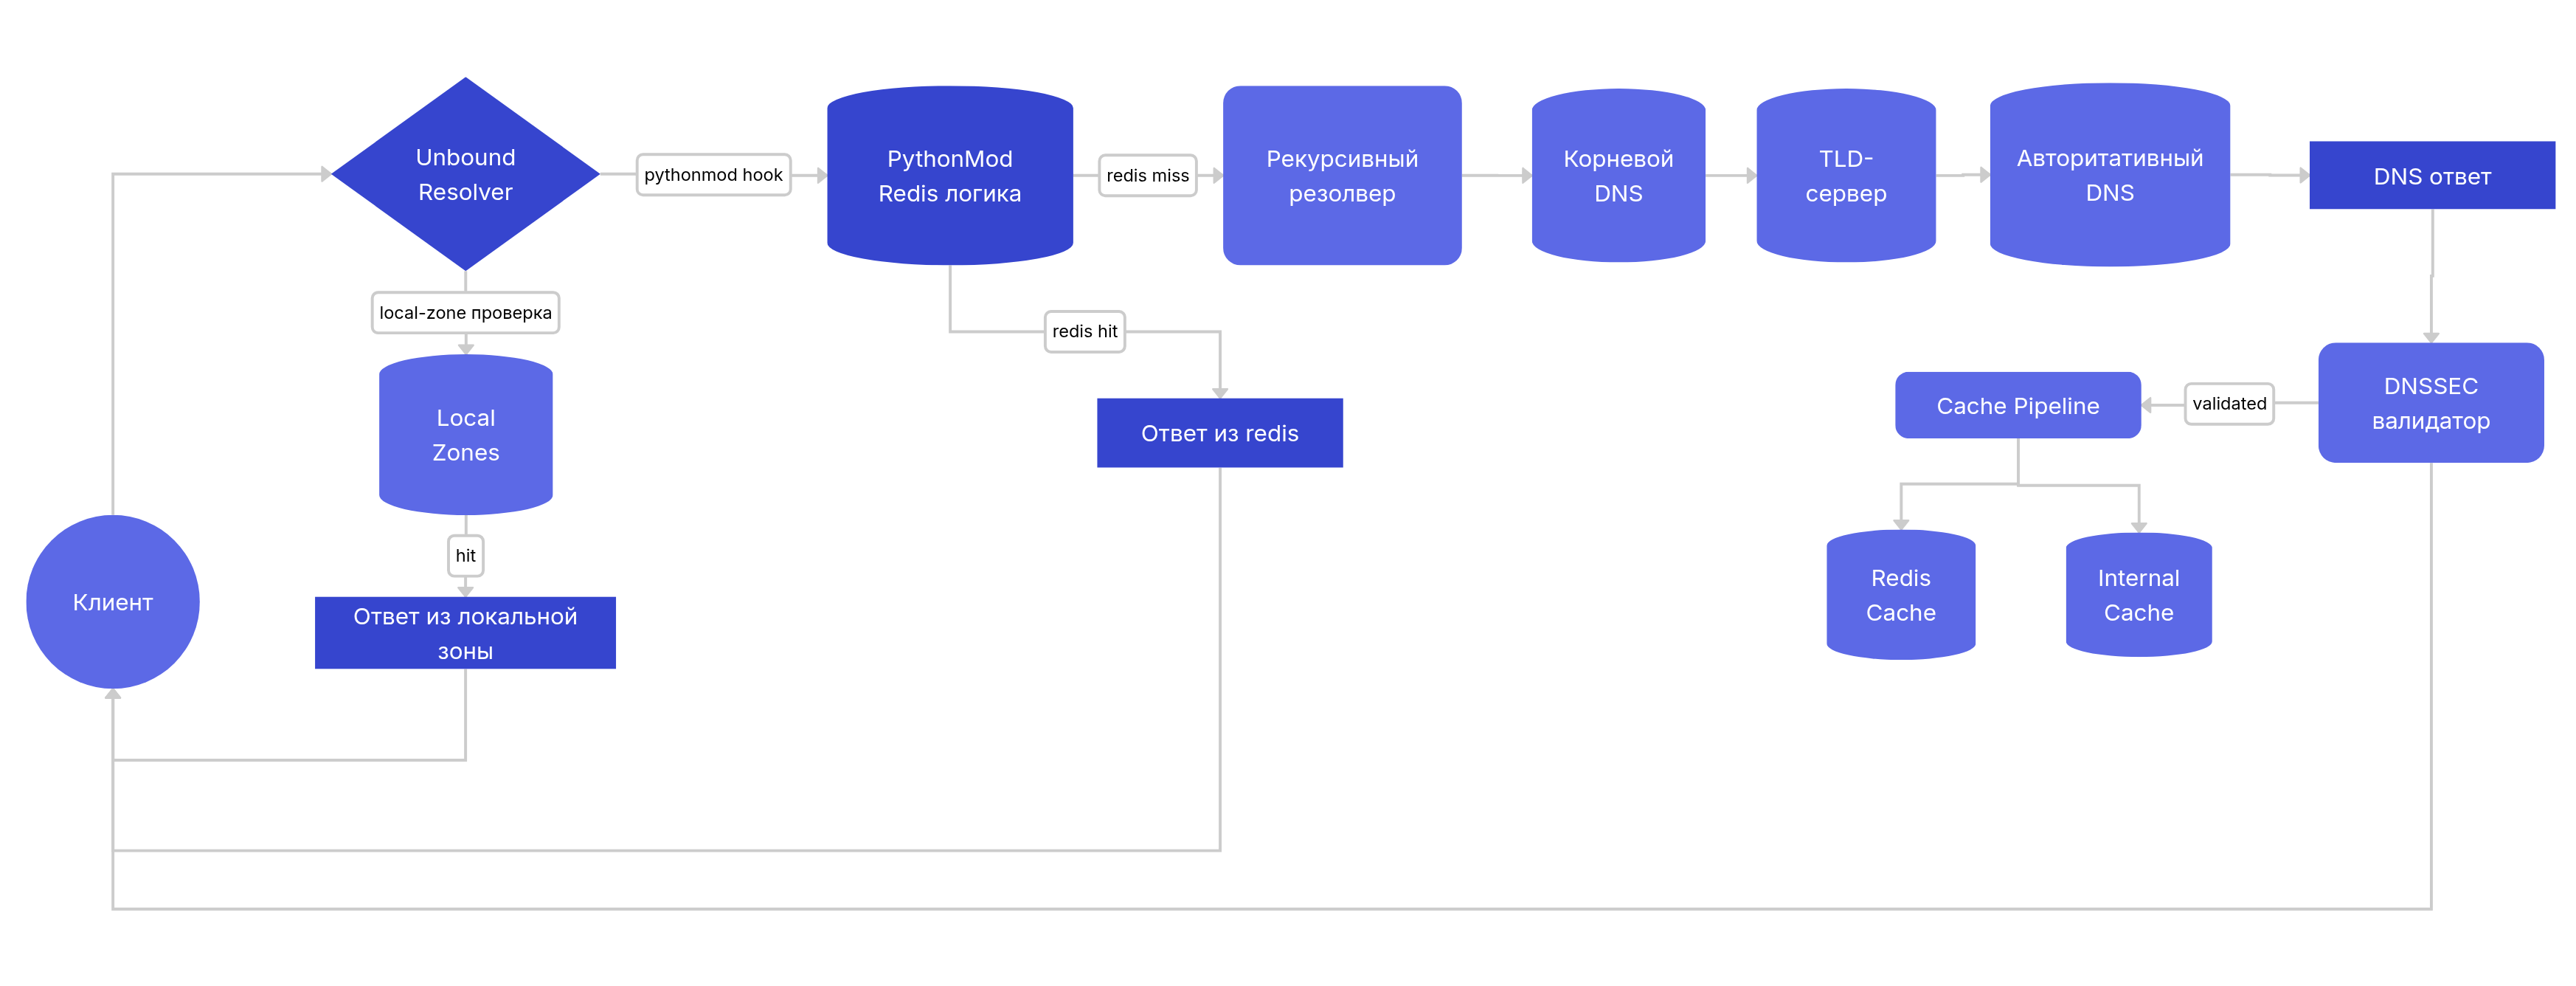 Unbound
Resolver
pythonmod hook
PythonMod
Redis логика
redis miss
Рекурсивный
резолвер
Корневой
DNS
TLD-
сервер
Авторитативный
DNS
DNS ответ
local-zone проверка
redis hit
Local
Zones
Ответ из redis
Cache Pipeline
validated
DNSSEC
валидатор
hit
Клиент
Ответ из локальной
зоны
Redis
Cache
Internal
Cache